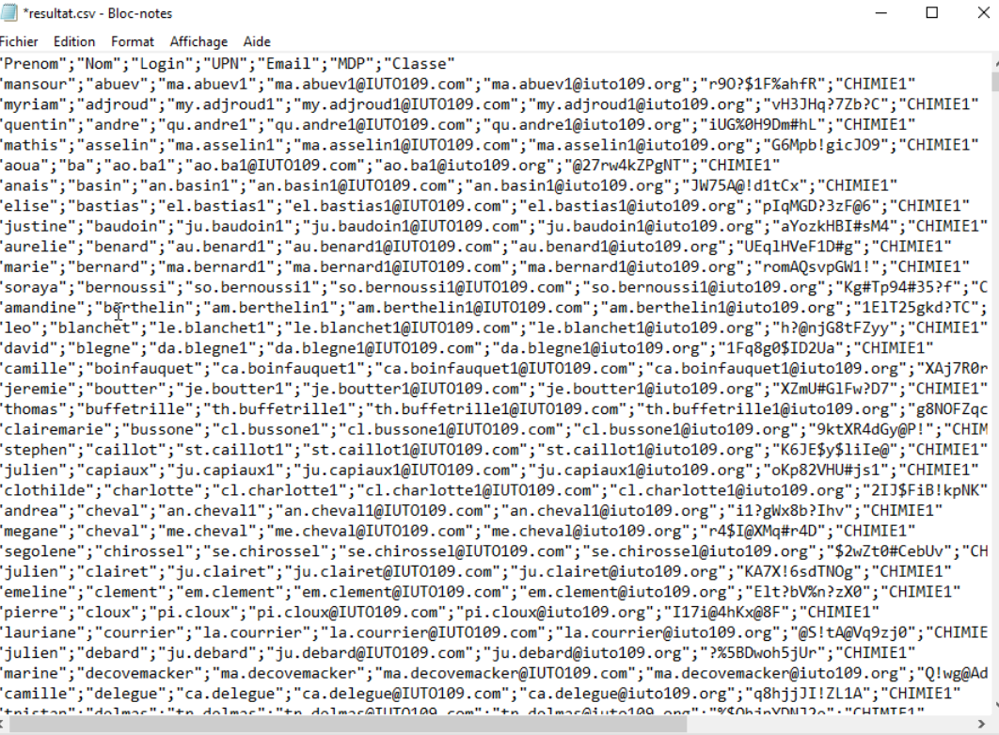 *resultat.csv - Bloc-notes
Fichier Edition Format Affichage Aide
"Prenom";"Nom";"Login";"UPN";"Email";"MDP";"Classe"
"mansour";"abuev";"ma.abuev1";"ma.abuev1@IUTO109.com";"ma.abuev1@iuto109.org";"r9O?$1F%ahfR";"CHIMIE1"
"myriam";"adjroud";"my.adjroud1";"my.adjroud1@IUTO109.com";"my.adjroud1@iuto109.org";"vH3JHq?7Zb?C";"CHIMIE1"
"quentin";"andre";"qu.andre1";"qu.andre1@IUTO109.com";"qu.andre1@iuto109.org";"iUG%0H9Dm#hL";"CHIMIE1"
"mathis";"asselin";"ma.asselin1";"ma.asselin1@IUTO109.com";"ma.asselin1@iuto109.org";"G6Mpb!gicJO9";"CHIMIE1"
"aoua";"ba";"ao.ba1";"ao.ba1@IUTO109.com";"ao.ba1@iuto109.org";"@27rw4kZPgNT";"CHIMIE1"
"anais";"basin";"an.basin1";"an.basin1@IUTO109.com";"an.basin1@iuto109.org";"JW75A@!d1tCx";"CHIMIE1"
"elise";"bastias";"el.bastias1";"el.bastias1@IUTO109.com";"el.bastias1@iuto109.org";"pIqMGD?3zF@6";"CHIMIE1"
"justine";"baudoin";"ju.baudoin1";"ju.baudoin1@IUTO109.com";"ju.baudoin1@iuto109.org";"aYozkHBI#sM4";"CHIMIE1"
"aurelie";"benard";"au.benard1";"au.benard1@IUTO109.com";"au.benard1@iuto109.org";"UEqlHVeF1D#g";"CHIMIE1"
"marie";"bernard";"ma.bernard1";"ma.bernard1@IUTO109.com";"ma.bernard1@iuto109.org";"romAQsvpGW1!";"CHIMIE1"
"soraya";"bernoussi";"so.bernoussi1";"so.bernoussi1@IUTO109.com";"so.bernoussi1@iuto109.org";"Kg#Tp94#35?f";"C
"amandine";"berthelin";"am.berthelin1";"am.berthelin1@IUTO109.com";"am.berthelin1@iuto109.org";"1ElT25gkd?TC";
"leo";"blanchet";"le.blanchet1";"le.blanchet1@IUTO109.com";"le.blanchet1@iuto109.org";"h?@njG8tFZyy";"CHIMIE1"
"david";"blegne";"da.blegne1";"da.blegne1@IUTO109.com";"da.blegne1@iuto109.org";"1Fq8g0$ID2Ua";"CHIMIE1"
"camille";"boinfauquet";"ca.boinfauquet1";"ca.boinfauquet1@IUTO109.com";"ca.boinfauquet1@iuto109.org";"XAj7R0r
"jeremie";"boutter";"je.boutter1";"je.boutter1@IUTO109.com";"je.boutter1@iuto109.org";"XZmU#GlFw?D7";"CHIMIE1"
"thomas";"buffetrille";"th.buffetrille1";"th.buffetrille1@IUTO109.com";"th.buffetrille1@iuto109.org";"g8NOFZqc
"clairemarie";"bussone";"cl.bussone1";"cl.bussone1@IUTO109.com";"cl.bussone1@iuto109.org";"9ktXR4dGy@P!";"CHIM
"stephen";"caillot";"st.caillot1";"st.caillot1@IUTO109.com";"st.caillot1@iuto109.org";"K6JE$y$liIe@";"CHIMIE1"
"julien";"capiaux";"ju.capiaux1";"ju.capiaux1@IUTO109.com";"ju.capiaux1@iuto109.org";"oKp82VHU#js1";"CHIMIE1"
"clothilde";"charlotte";"cl.charlotte1";"cl.charlotte1@IUTO109.com";"cl.charlotte1@iuto109.org";"2IJ$FiB!kpNK"
"andrea";"cheval";"an.cheval1";"an.cheval1@IUTO109.com";"an.cheval1@iuto109.org";"i1?gWx8b?Ihv";"CHIMIE1"
"megane";"cheval";"me.cheval";"me.cheval@IUTO109.com";"me.cheval@iuto109.org";"r4$I@XMq#r4D";"CHIMIE1"
"segolene";"chirossel";"se.chirossel";"se.chirossel@IUTO109.com";"se.chirossel@iuto109.org";"$2wZt0#CebUv";"CH
"julien";"clairet";"ju.clairet";"ju.clairet@IUTO109.com";"ju.clairet@iuto109.org";"KA7X!6sdTNOg";"CHIMIE1"
"emeline";"clement";"em.clement";"em.clement@IUTO109.com";"em.clement@iuto109.org";"Elt?bV%n?zX0";"CHIMIE1"
"pierre";"cloux";"pi.cloux";"pi.cloux@IUTO109.com";"pi.cloux@iuto109.org";"I17i@4hKx@8F";"CHIMIE1"
"lauriane";"courrier";"la.courrier";"la.courrier@IUTO109.com";"la.courrier@iuto109.org";"@S!tA@Vq9zj0";"CHIMIE
"julien";"debard";"ju.debard";"ju.debard@IUTO109.com";"ju.debard@iuto109.org";"?%5BDwoh5jUr";"CHIMIE1"
"marine";"decovemacker";"ma.decovemacker";"ma.decovemacker@IUTO109.com";"ma.decovemacker@iuto109.org";"Q!wg@Ad
"camille";"delegue";"ca.delegue";"ca.delegue@IUTO109.com";"ca.delegue@iuto109.org";"q8hjjJI!ZL1A";"CHIMIE1"
"tristan";"delmas";"tr.delmas";"tr.delmas@IUTO109.com";"tr.delmas@iuto109.org";"CHIMIE1"